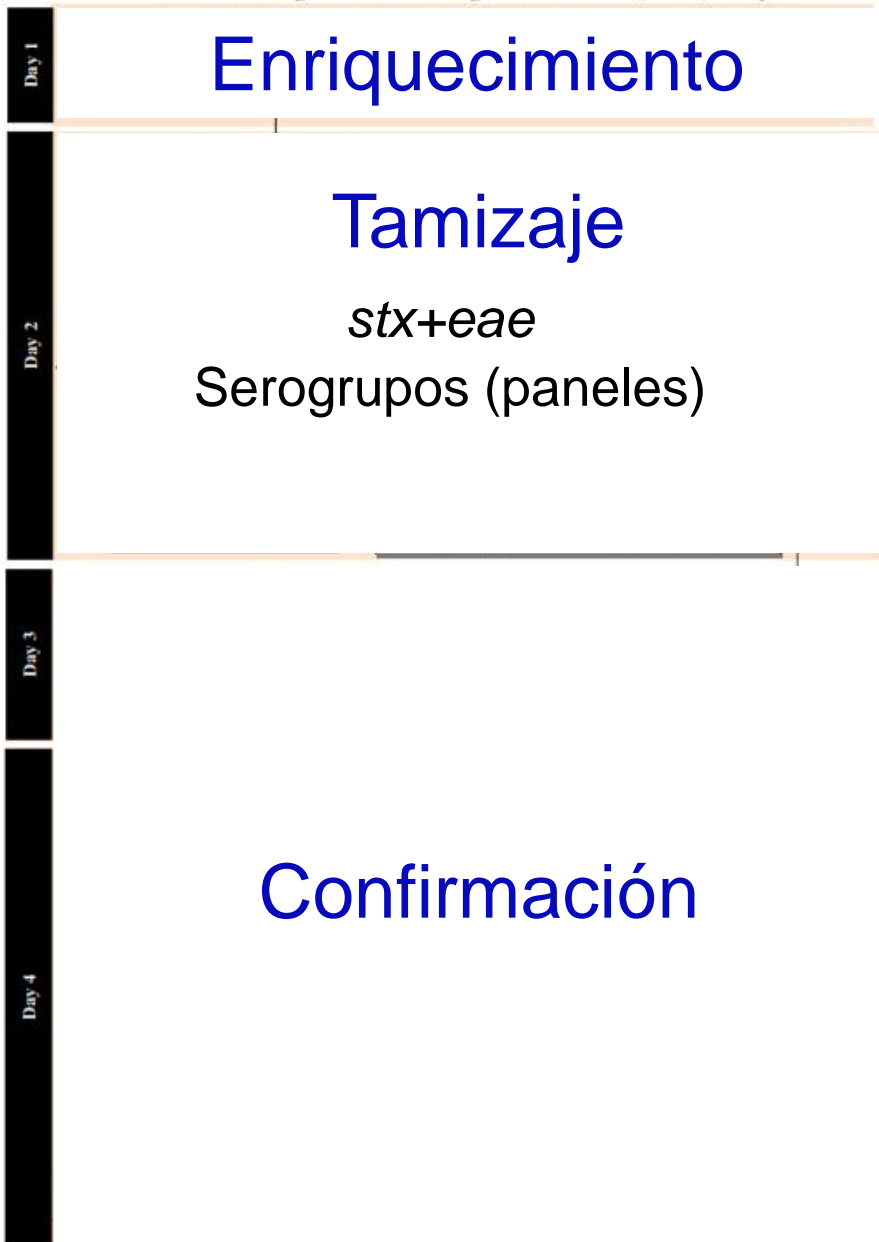 Day 1
Enriquecimiento
Day 2
Tamizaje
stx+eae
Serogrupos (paneles)
Day 3
Day 4
Confirmación